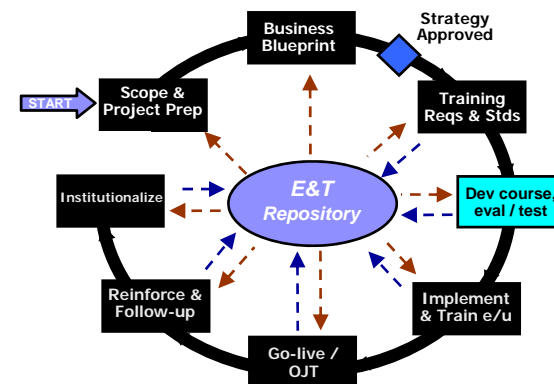 Strategy
Approved
Business
Blueprint
START
Scope &
Project Prep
Training
Reqs & Stds
E&T
Repository
Institutionalize
Dev course,
eval / test
Reinforce &
Follow-up
Implement
& Train e/u
Go-live /
OJT